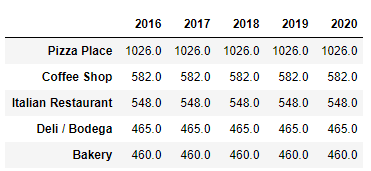 2016 2017 2018 2019 2020
Pizza Place 1026.0 1026.0 1026.0 1026.0 1026.0
Coffee Shop 582.0 582.0 582.0 582.0 582.0
Italian Restaurant 548.0 548.0 548.0 548.0 548.0
Deli / Bodega 465.0 465.0 465.0 465.0 465.0
Bakery 460.0 460.0 460.0 460.0 460.0